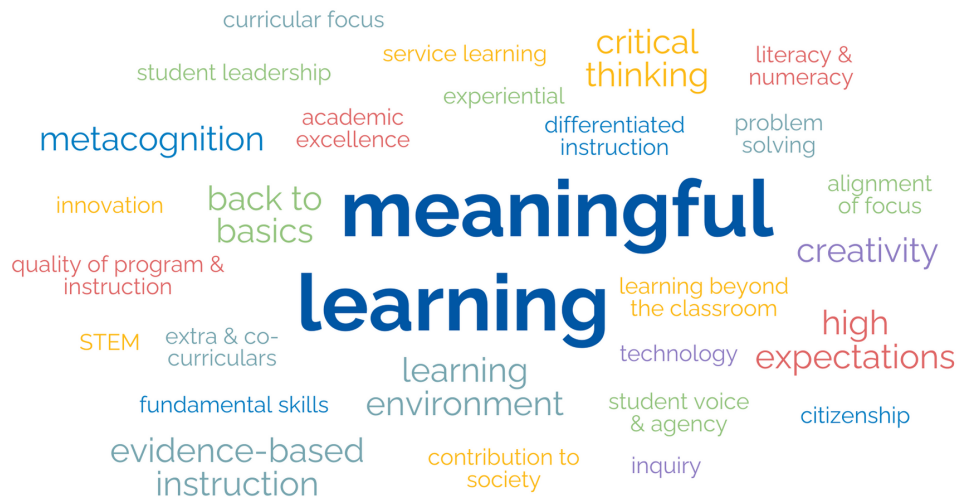 curricular focus
service learning
critical
thinking
literacy &
numeracy
student leadership
experiential
metacognition
academic
excellence
differentiated
instruction
problem
solving
innovation
back to
basics
meaningful
alignment
of focus
creativity
quality of program &
instruction
learning
learning beyond
the classroom
high
expectations
STEM
extra & co-
curriculars
technology
learning
environment
fundamental skills
student voice
& agency
citizenship
evidence-based
instruction
contribution to
society
inquiry